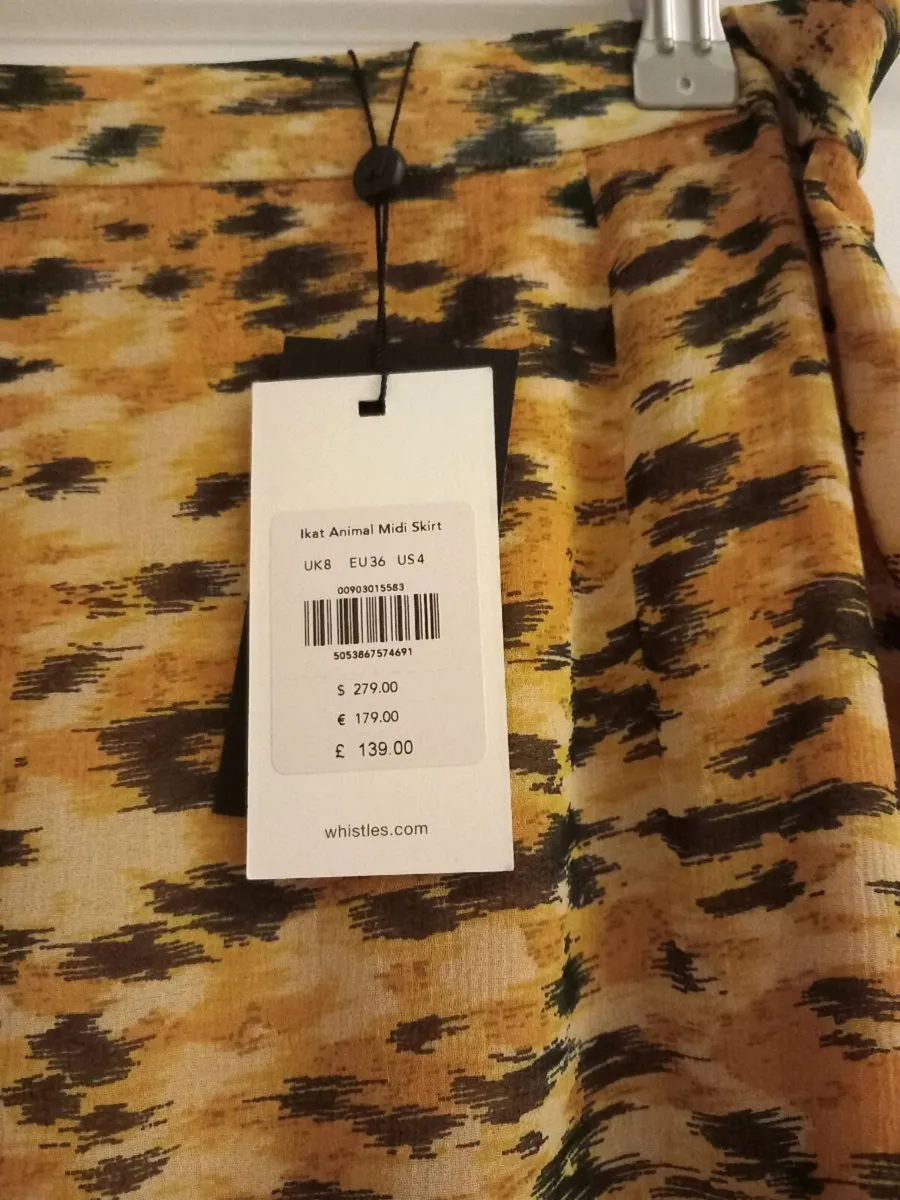 Ikat Animal Midi Skirt
UK8 EU36 US4
00903015583
5053867574691
$ 279.00
€ 179.00
£ 139.00
whistles.com